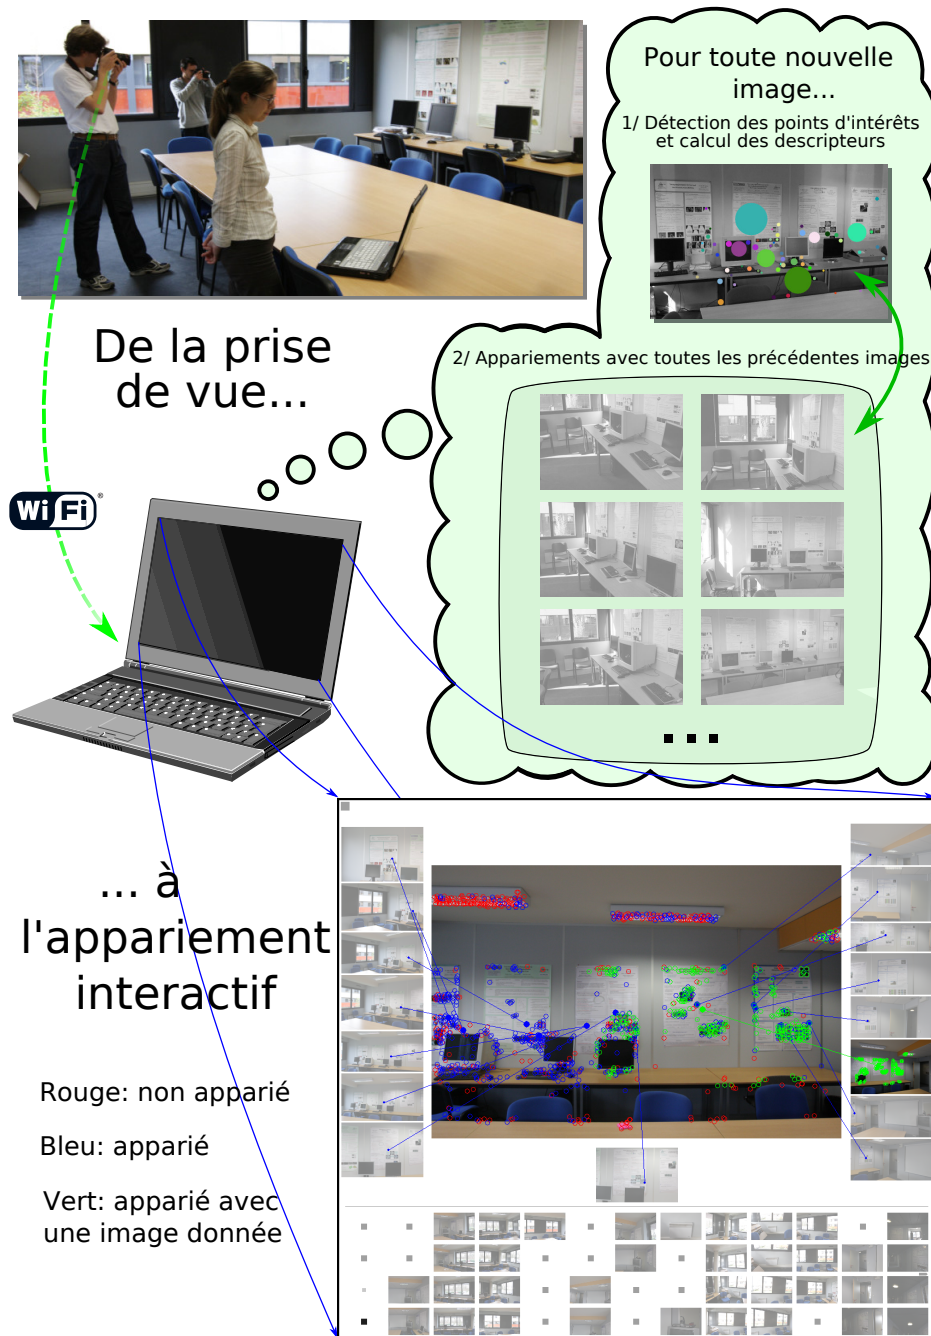 Pour toute nouvelle
image...
1/ Détection des points d'intérêts
et calcul des descripteurs
De la prise
de vue...
2/ Appariements avec toutes les précédentes images
WiFi®
... à
l'appariement
interactif
Rouge: non apparié
Bleu: apparié
Vert: apparié avec
une image donnée